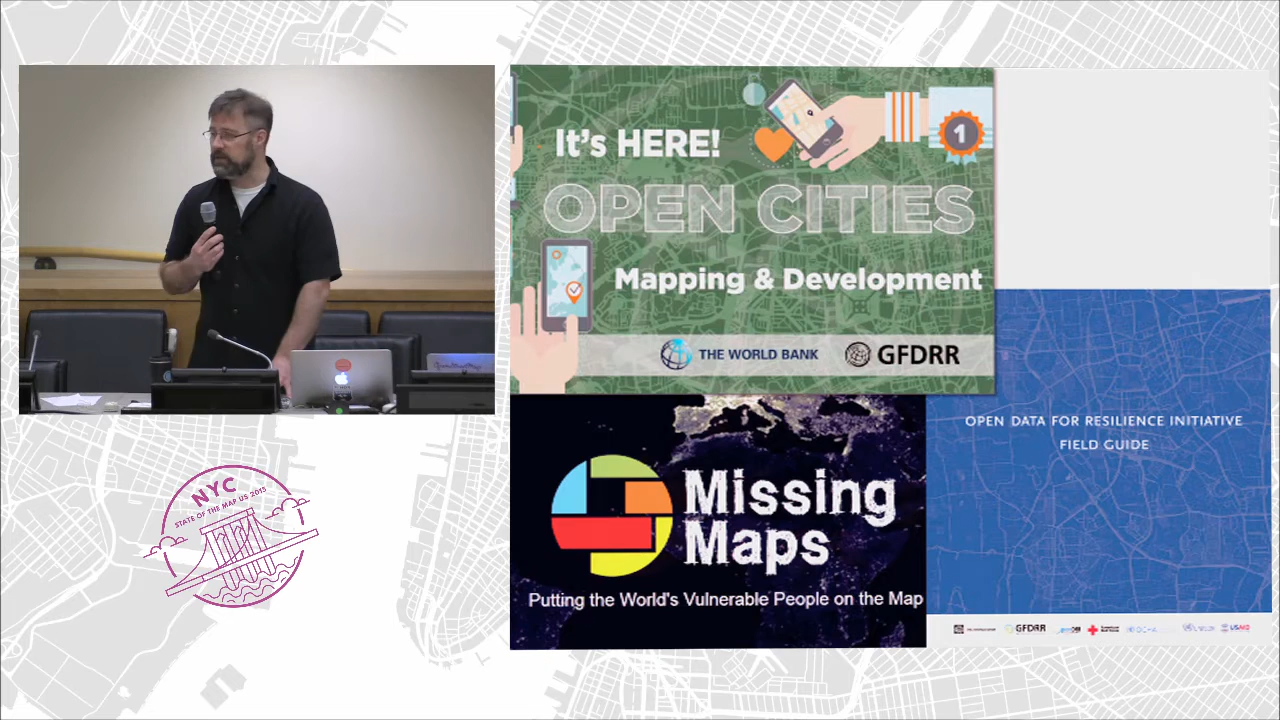 It's HERE!
1
OPEN CITIES
Mapping & Development
THE WORLD BANK
GFDRR
OPEN DATA FOR RESILIENCE INITIATIVE
FIELD GUIDE
Missing
Maps
Putting the World's Vulnerable People on the Map
GFDRR
USAID
NYC
STATE OF THE MAP US 2015